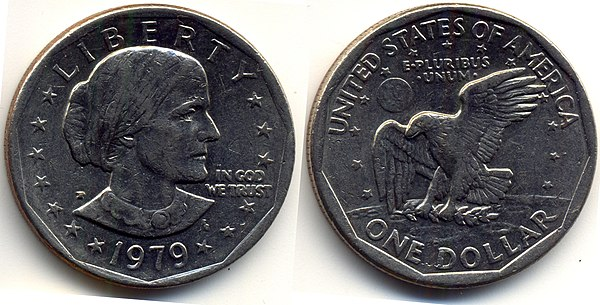 LIBERTY
IN GOD
WE TRUST
P
1979
UNITED STATES OF AMERICA
E·PLURIBUS
·UNUM·
ONE DOLLAR